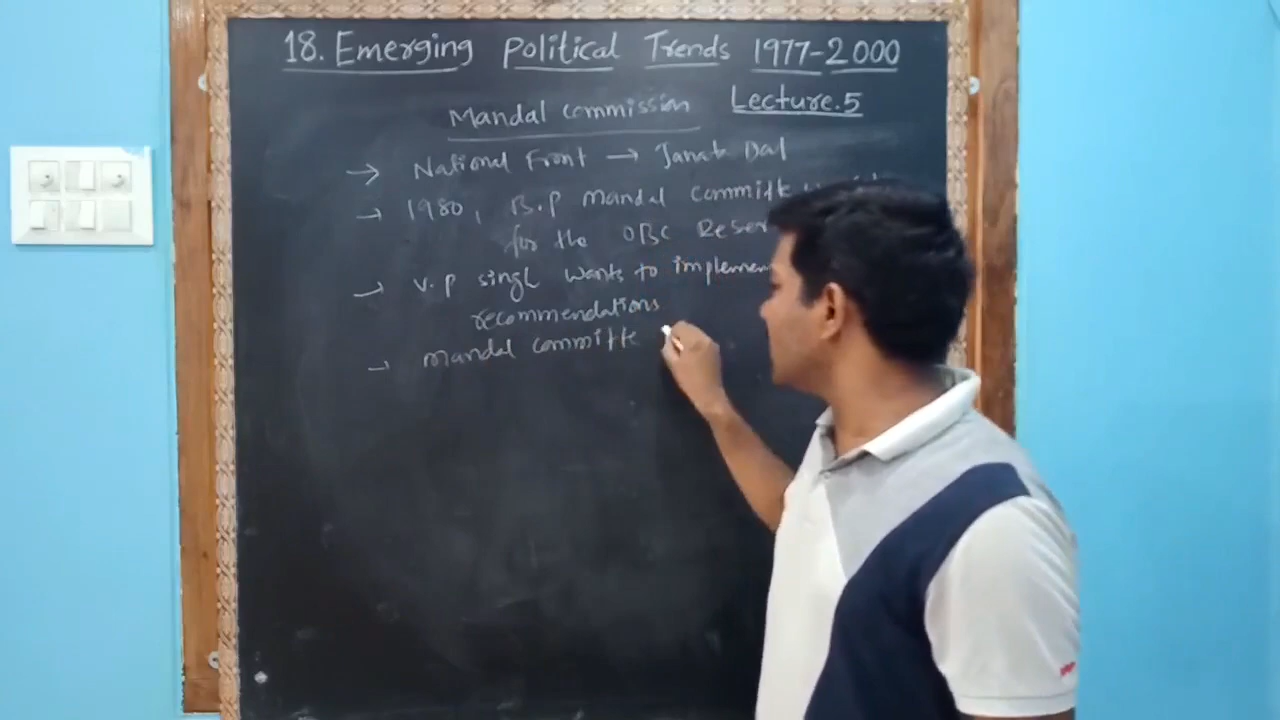 18. Emerging Political Trends 1977-2000
Lecture.5
Mandal commission
→ National Front → Janata Dal
→ 1980, B.P Mandal committe
for the OBC Reser
→ V.P singh wants to implemen
recommendations
→ Mandal committe